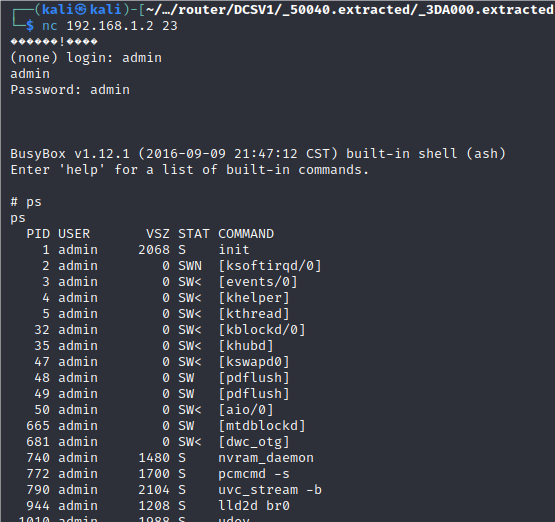 ┌──(kali㉿kali)-[~/…/router/DCSV1/_50040.extracted/_3DA000.extracted
└─$ nc 192.168.1.2 23
������!����
(none) login: admin
admin
Password: admin
BusyBox v1.12.1 (2016-09-09 21:47:12 CST) built-in shell (ash)
Enter 'help' for a list of built-in commands.
# ps
ps
PID USER VSZ STAT COMMAND
1 admin 2068 S init
2 admin 0 SWN [ksoftirqd/0]
3 admin 0 SW< [events/0]
4 admin 0 SW< [khelper]
5 admin 0 SW< [kthread]
32 admin 0 SW< [kblockd/0]
35 admin 0 SW< [khubd]
47 admin 0 SW< [kswapd0]
48 admin 0 SW [pdflush]
49 admin 0 SW [pdflush]
50 admin 0 SW< [aio/0]
665 admin 0 SW [mtdblockd]
681 admin 0 SW< [dwc_otg]
740 admin 1480 S nvram_daemon
772 admin 1700 S pcmcmd -s
790 admin 2104 S uvc_stream -b
944 admin 1208 S lld2d br0
1010 admin 1988 S udev